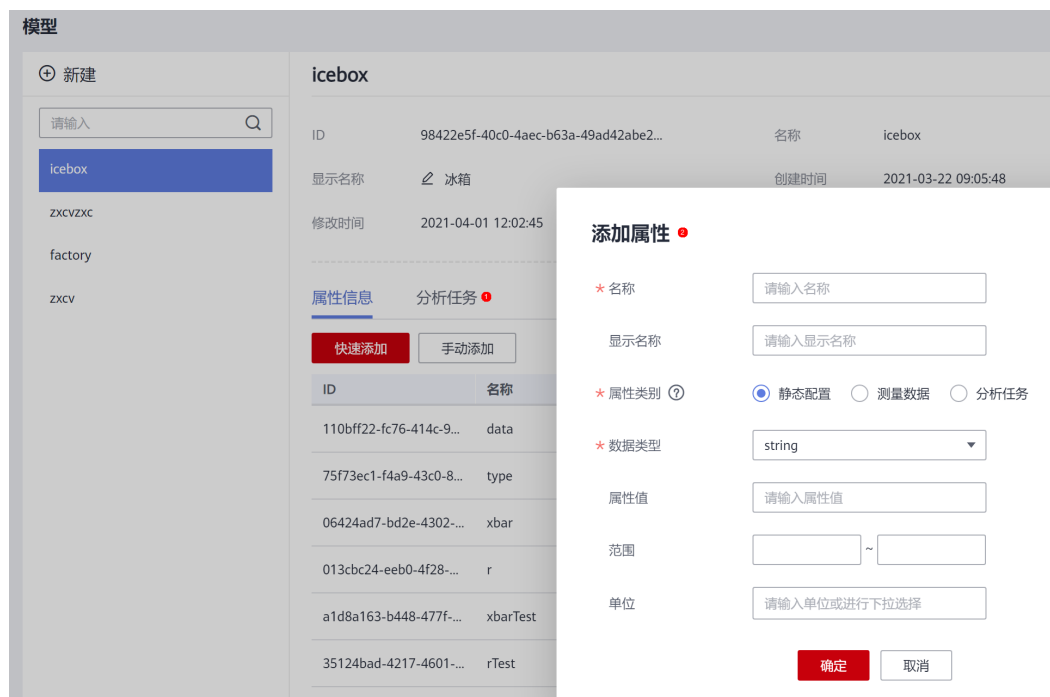 模型
新建
请输入
icebox
zxcvzxc
factory
zxcv
icebox
ID 98422e5f-40c0-4aec-b63a-49ad42abe2... 名称 icebox
显示名称 冰箱 创建时间 2021-03-22 09:05:48
修改时间 2021-04-01 12:02:45
属性信息 分析任务 1
快速添加 手动添加
ID 名称
110bff22-fc76-414c-9... data
75f73ec1-f4a9-43c0-8... type
06424ad7-bd2e-4302-... xbar
013cbc24-eeb0-4f28-... r
a1d8a163-b448-477f-... xbarTest
35124bad-4217-4601-... rTest
添加属性 2
* 名称 请输入名称
显示名称 请输入显示名称
* 属性类别 ? 静态配置 测量数据 分析任务
* 数据类型 string
属性值 请输入属性值
范围 ~
单位 请输入单位或进行下拉选择
确定 取消